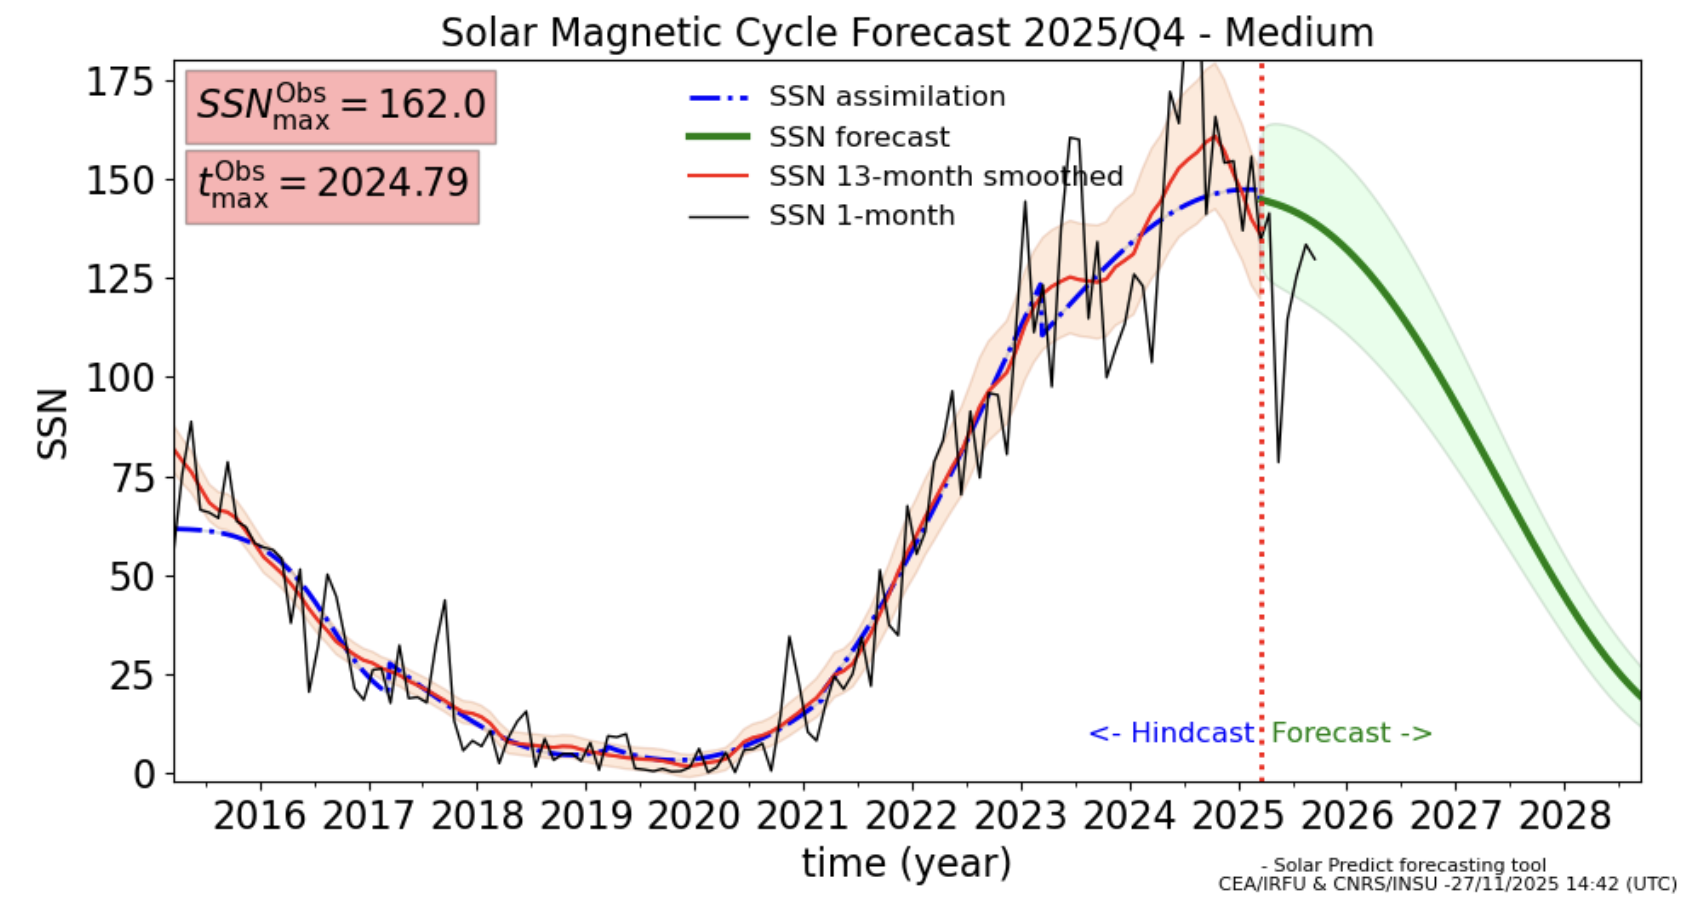 Solar Magnetic Cycle Forecast 2025/Q4 - Medium
SSN^Obs_max = 162.0
t^Obs_max = 2024.79
SSN assimilation
SSN forecast
SSN 13-month smoothed
SSN 1-month
175
150
125
100
75
50
25
0
SSN
<- Hindcast
Forecast ->
2016 2017 2018 2019 2020 2021 2022 2023 2024 2025 2026 2027 2028
time (year)
- Solar Predict forecasting tool
CEA/IRFU & CNRS/INSU -27/11/2025 14:42 (UTC)